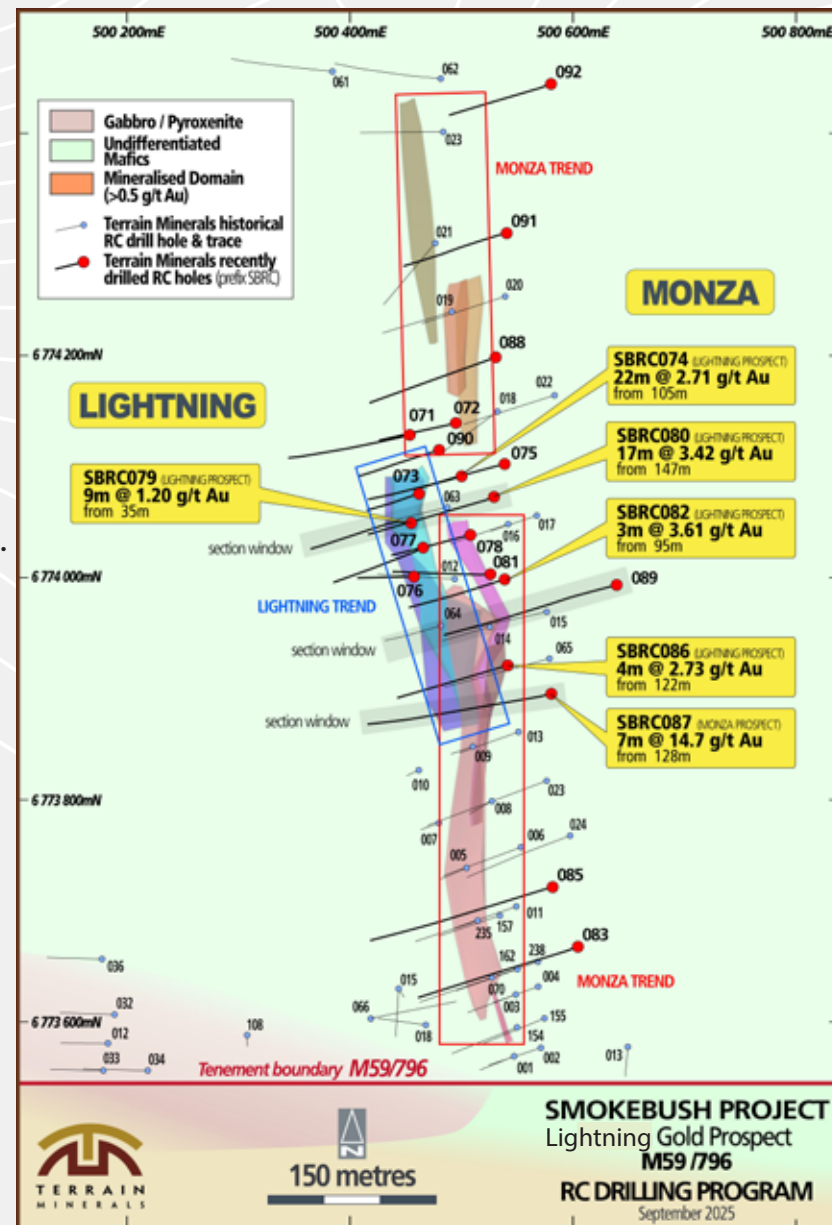 500 200mE
500 400mE
500 600mE
500 800mE
061
062
092
Gabbro / Pyroxenite
Undifferentiated
Mafics
Mineralised Domain
(>0.5 g/t Au)
Terrain Minerals historical
RC drill hole & trace
Terrain Minerals recently
drilled RC holes (prefix SBRC)
023
MONZA TREND
091
021
020
019
MONZA
6 774 200mN
088
SBRC074 (LIGHTNING PROSPECT)
22m @ 2.71 g/t Au
from 105m
022
018
LIGHTNING
071
072
090
075
SBRC080 (LIGHTNING PROSPECT)
17m @ 3.42 g/t Au
from 147m
SBRC079 (LIGHTNING PROSPECT)
9m @ 1.20 g/t Au
from 35m
073
063
017
016
SBRC082 (LIGHTNING PROSPECT)
3m @ 3.61 g/t Au
from 95m
section window
077
078
081
6 774 000mN
012
076
089
LIGHTNING TREND
064
015
014
section window
065
SBRC086 (LIGHTNING PROSPECT)
4m @ 2.73 g/t Au
from 122m
section window
SBRC087 (MONZA PROSPECT)
7m @ 14.7 g/t Au
from 128m
013
009
010
023
6 773 800mN
008
007
024
006
005
085
011
157
235
083
162
238
036
015
070
004
MONZA TREND
003
032
066
018
155
6 773 600mN
012
108
154
033
034
001
002
013
Tenement boundary M59/796
SMOKEBUSH PROJECT
Lightning Gold Prospect
M59 /796
RC DRILLING PROGRAM
September 2025
N
150 metres
TERRAIN
MINERALS
.